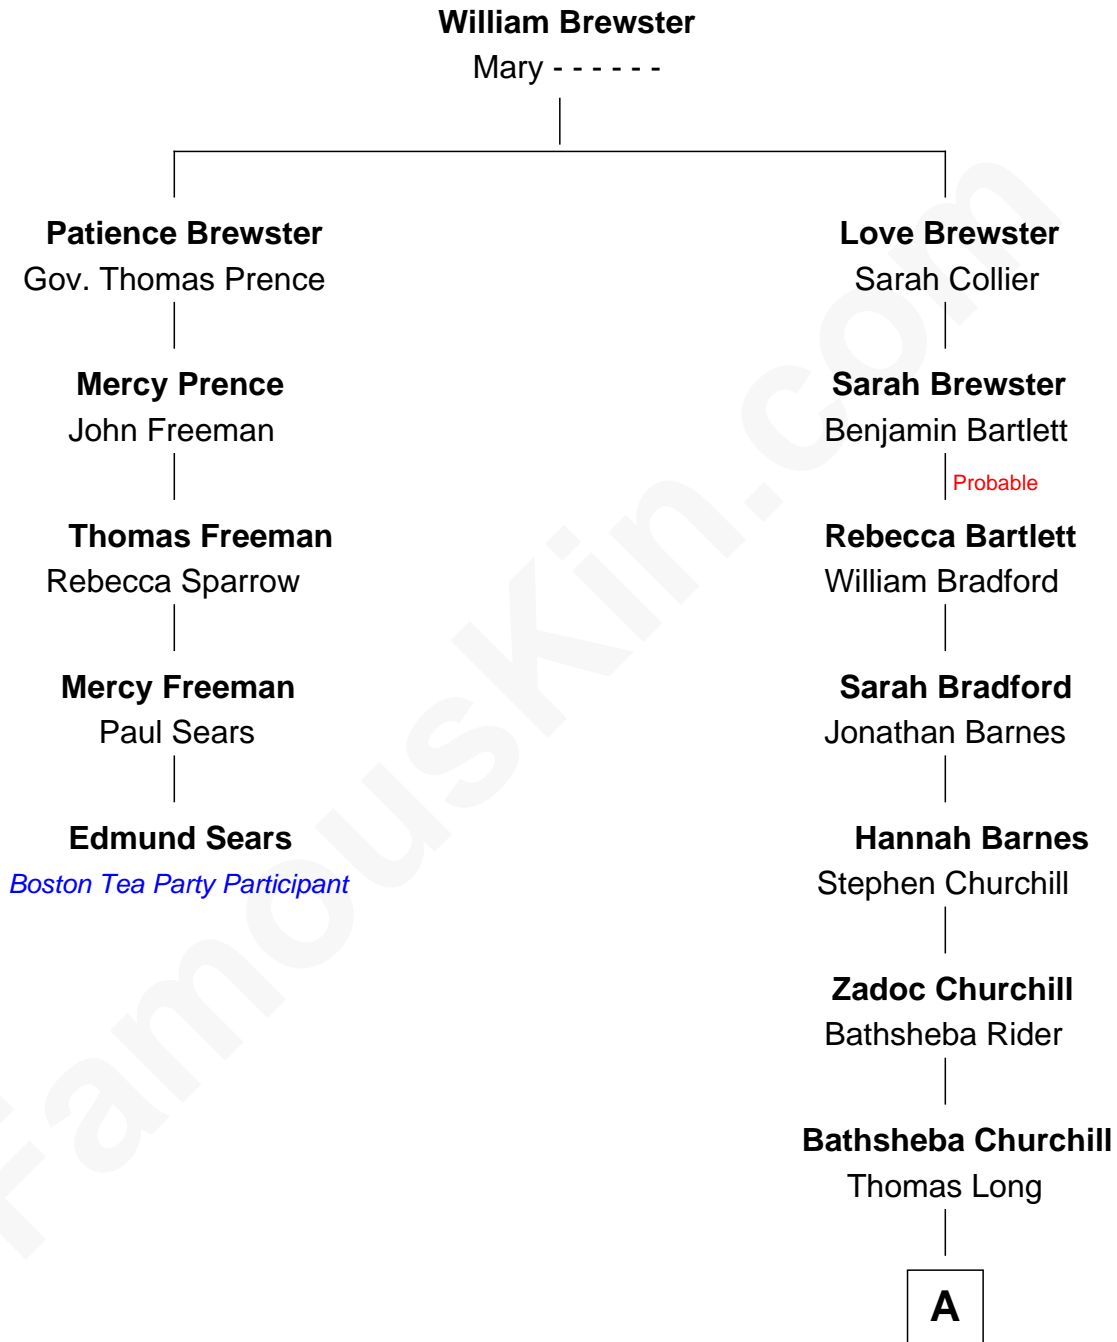 William Brewster
Mary - - - - - -
Patience Brewster
Gov. Thomas Prence
Love Brewster
Sarah Collier
Mercy Prence
John Freeman
Sarah Brewster
Benjamin Bartlett
Probable
Thomas Freeman
Rebecca Sparrow
Rebecca Bartlett
William Bradford
Mercy Freeman
Paul Sears
Sarah Bradford
Jonathan Barnes
Edmund Sears
Boston Tea Party Participant
Hannah Barnes
Stephen Churchill
Zadoc Churchill
Bathsheba Rider
Bathsheba Churchill
Thomas Long
A
FamousKin.com